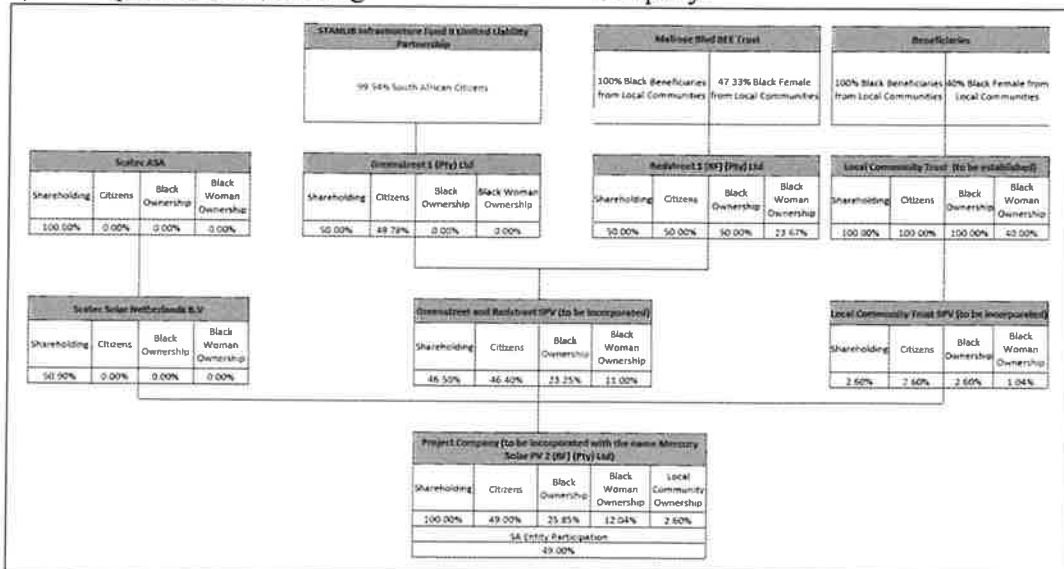 STANLIB Infrastructure Fund II Limited Liability
Partnership
99.54% South African Citizens
Melrose Blvd BEE Trust
100% Black Beneficiaries
from Local Communities
47.33% Black Female
from Local Communities
Beneficiaries
100% Black Beneficiaries
from Local Communities
40% Black Female from
Local Communities
Scatec ASA
Shareholding Citizens Black Ownership Black Woman Ownership
100.00% 0.00% 0.00% 0.00%
Greenstreet 1 (Pty) Ltd
Shareholding Citizens Black Ownership Black Woman Ownership
50.00% 49.78% 0.00% 0.00%
Redstreet 1 (RF) (Pty) Ltd
Shareholding Citizens Black Ownership Black Woman Ownership
50.00% 50.00% 50.00% 23.67%
Local Community Trust (to be established)
Shareholding Citizens Black Ownership Black Woman Ownership
100.00% 100.00% 100.00% 40.00%
Scatec Solar Netherlands B.V
Shareholding Citizens Black Ownership Black Woman Ownership
50.90% 0.00% 0.00% 0.00%
Greenstreet and Redstreet SPV (to be incorporated)
Shareholding Citizens Black Ownership Black Woman Ownership
46.50% 46.40% 23.25% 11.00%
Local Community Trust SPV (to be incorporated)
Shareholding Citizens Black Ownership Black Woman Ownership
2.60% 2.60% 2.60% 1.04%
Project Company (to be incorporated with the name Mercury
Solar PV 2 (RF) (Pty) Ltd)
Shareholding Citizens Black Ownership Black Woman Ownership Local Community Ownership
100.00% 49.00% 25.85% 12.04% 2.60%
SA Entity Participation
49.00%